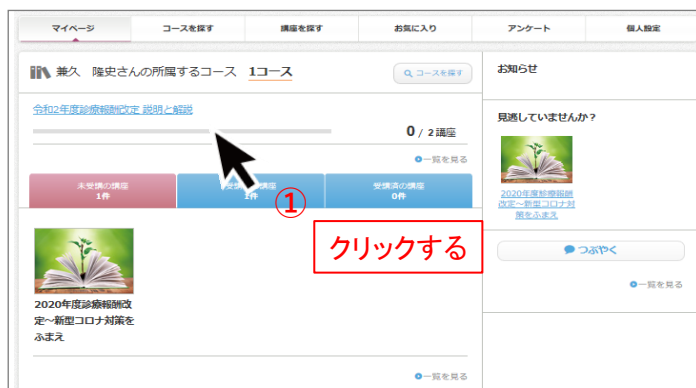 マイページ
コースを探す
講座を探す
お気に入り
アンケート
個人設定
兼久 隆史さんの所属するコース 1コース
コースを探す
令和2年度診療報酬改定 説明と解説
0 / 2講座
一覧を見る
未受講の講座
1件
講座
1件
受講済の講座
0件
①
クリックする
2020年度診療報酬改
定~新型コロナ対策を
ふまえ
一覧を見る
お知らせ
見逃していませんか?
2020年度診療報酬
改定~新型コロナ対
策をふまえ
つぶやく
一覧を見る